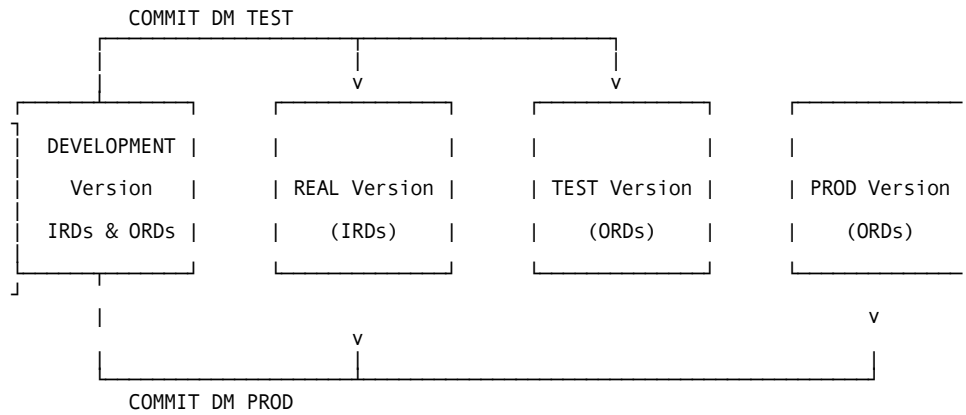 COMMIT DM TEST
v v
DEVELOPMENT
Version REAL Version TEST Version PROD Version
IRDs & ORDs (IRDs) (ORDs) (ORDs)
v
v
COMMIT DM PROD